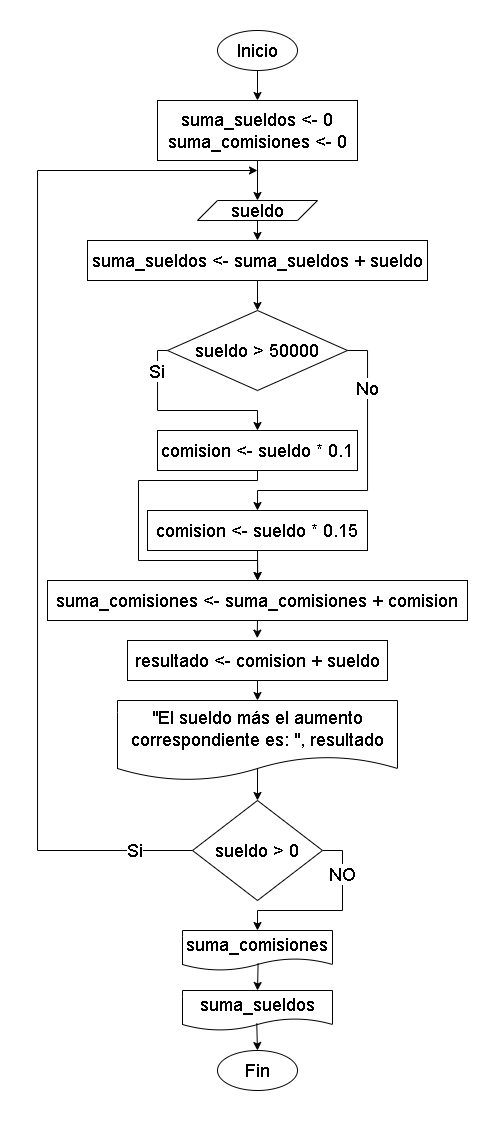 Inicio
suma_sueldos <- 0
suma_comisiones <- 0
sueldo
suma_sueldos <- suma_sueldos + sueldo
sueldo > 50000
Si
No
comision <- sueldo * 0.1
comision <- sueldo * 0.15
suma_comisiones <- suma_comisiones + comision
resultado <- comision + sueldo
"El sueldo más el aumento
correspondiente es: ", resultado
sueldo > 0
Si
NO
suma_comisiones
suma_sueldos
Fin